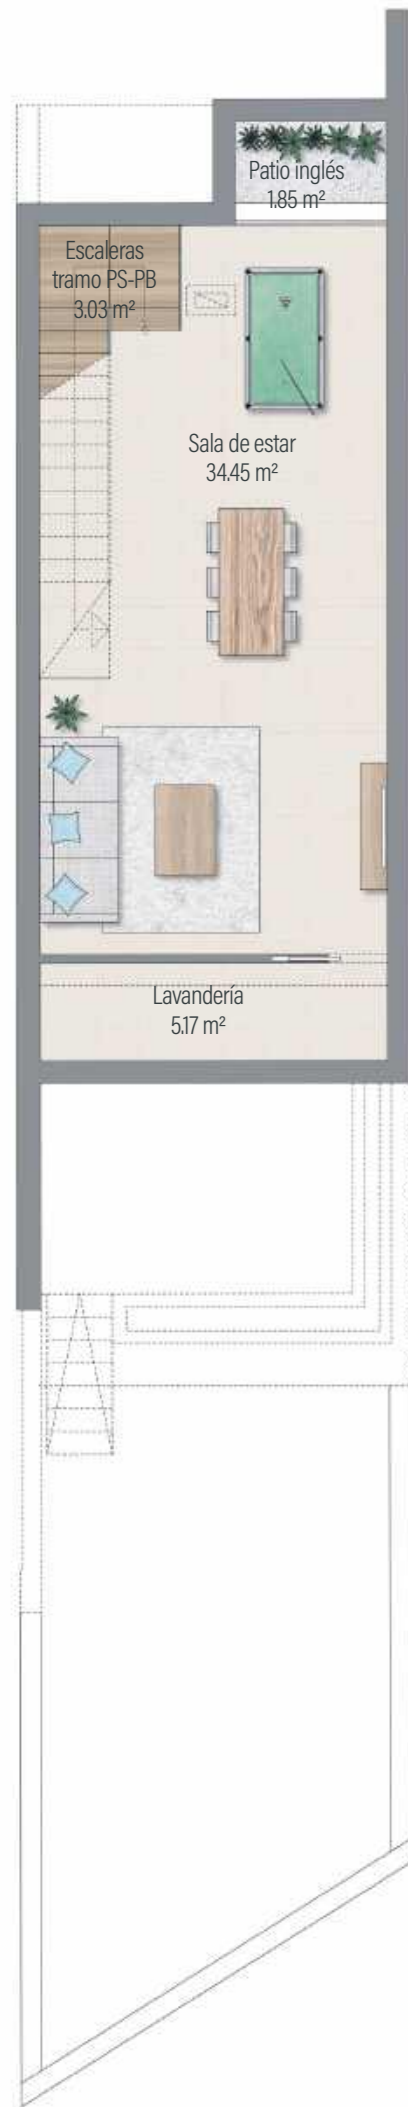 Patio inglés
1.85 m²
Escaleras
tramo PS-PB
3.03 m²
Sala de estar
34.45 m²
Lavandería
5.17 m²